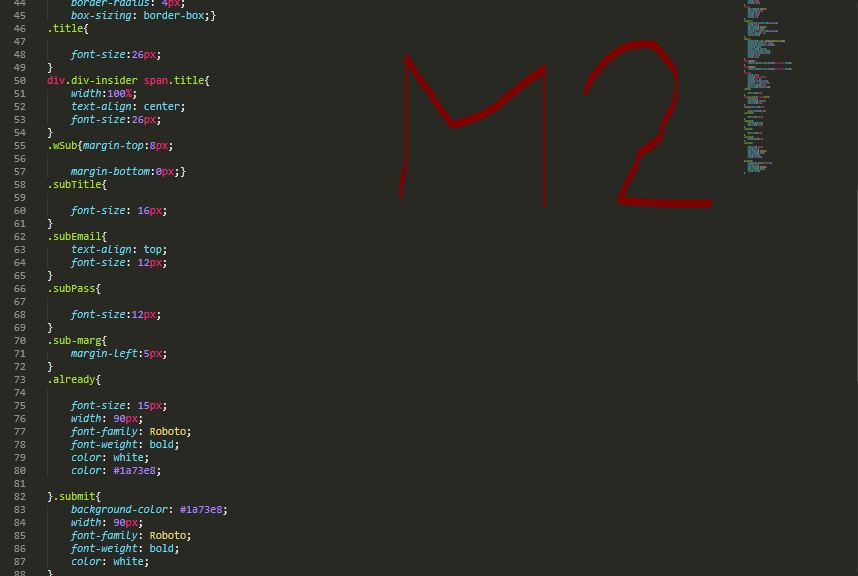 44 border-radius: 4px;
45 box-sizing: border-box;}
46 .title{
47
48 font-size:26px;
49 }
50 div.div-insider span.title{
51 width:100%;
52 text-align: center;
53 font-size:26px;
54 }
55 .wSub{margin-top:8px;
56
57 margin-bottom:0px;}
58 .subTitle{
59
60 font-size: 16px;
61 }
62 .subEmail{
63 text-align: top;
64 font-size: 12px;
65 }
66 .subPass{
67
68 font-size:12px;
69 }
70 .sub-marg{
71 margin-left:5px;
72 }
73 .already{
74
75 font-size: 15px;
76 width: 90px;
77 font-family: Roboto;
78 font-weight: bold;
79 color: white;
80 color: #1a73e8;
81
82 }.submit{
83 background-color: #1a73e8;
84 width: 90px;
85 font-family: Roboto;
86 font-weight: bold;
87 color: white;
88 }
M2